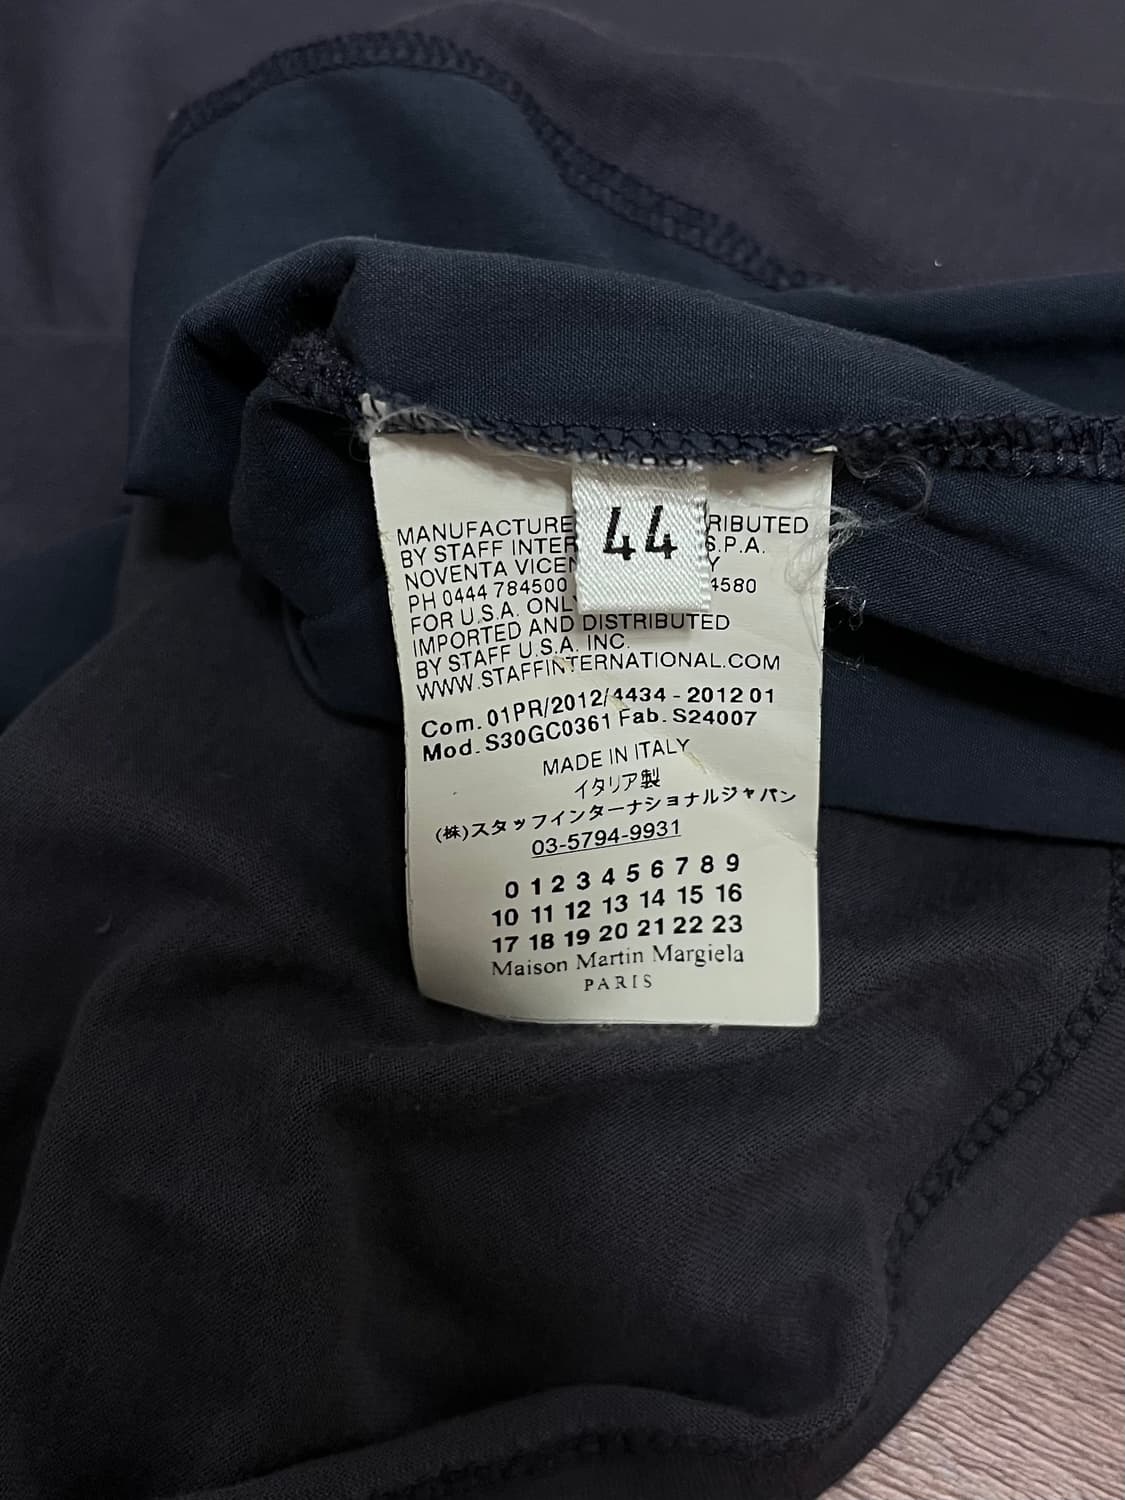 44
MANUFACTURE RIBUTED
BY STAFF INTER S.P.A.
NOVENTA VICEN Y
PH 0444 784500 4580
FOR U.S.A. ONL
IMPORTED AND DISTRIBUTED
BY STAFF U.S.A. INC.
WWW.STAFFINTERNATIONAL.COM
Com. 01PR/2012/4434 - 2012 01
Mod. S30GC0361 Fab. S24007
MADE IN ITALY
イタリア製
(株)スタッフインターナショナルジャパン
03-5794-9931
0 1 2 3 4 5 6 7 8 9
10 11 12 13 14 15 16
17 18 19 20 21 22 23
Maison Martin Margiela
PARIS